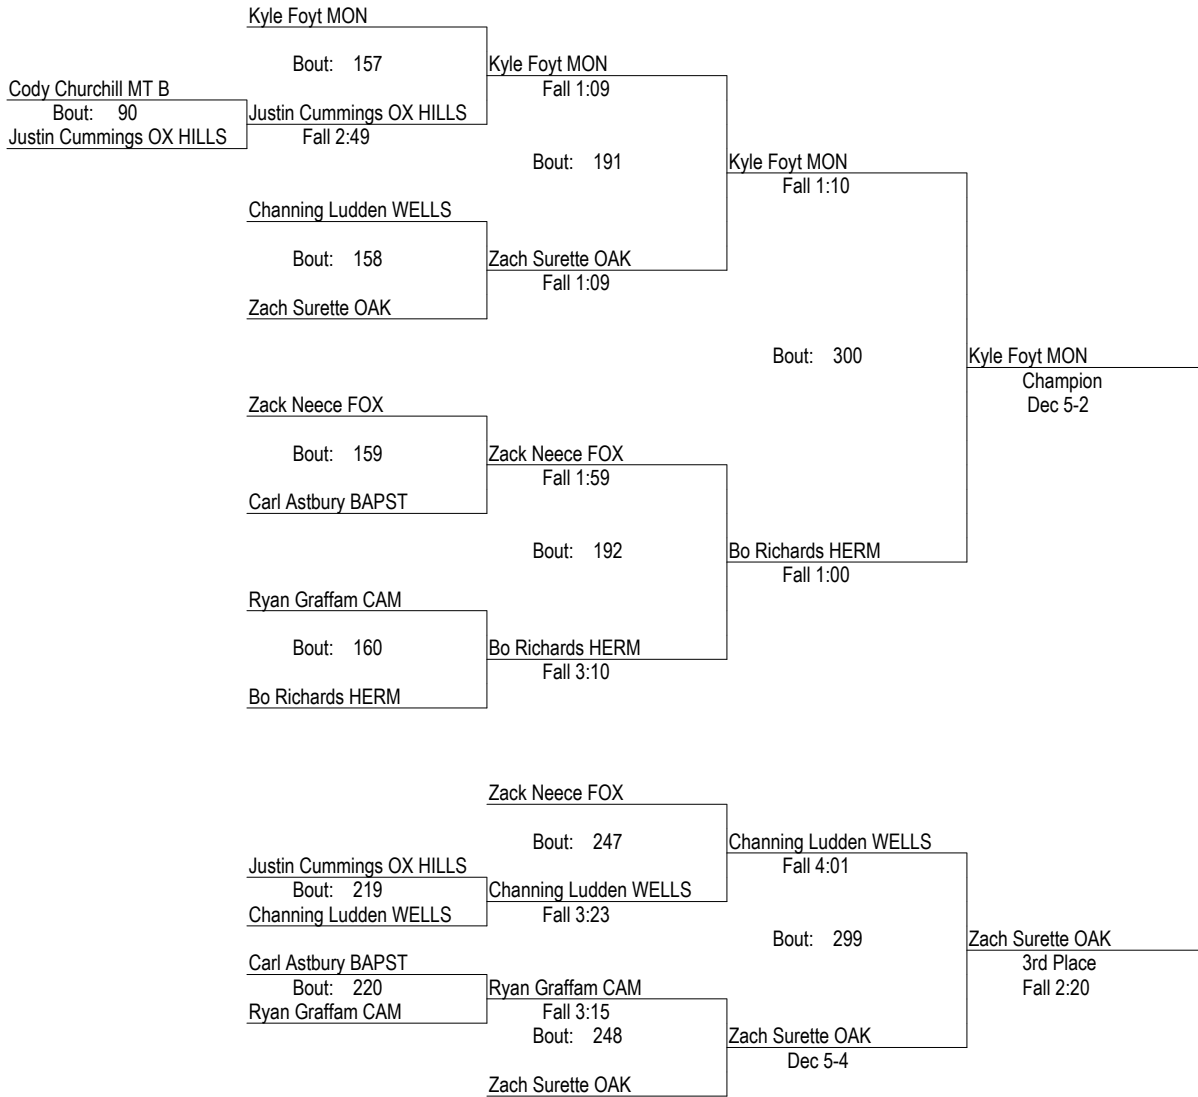 Kyle Foyt MON
Bout: 157
Kyle Foyt MON
Fall 1:09
Cody Churchill MT B
Bout: 90
Justin Cummings OX HILLS
Justin Cummings OX HILLS
Fall 2:49
Bout: 191
Kyle Foyt MON
Fall 1:10
Channing Ludden WELLS
Bout: 158
Zach Surette OAK
Fall 1:09
Zach Surette OAK
Bout: 300
Kyle Foyt MON
Champion
Dec 5-2
Zack Neece FOX
Bout: 159
Zack Neece FOX
Fall 1:59
Carl Astbury BAPST
Bout: 192
Bo Richards HERM
Fall 1:00
Ryan Graffam CAM
Bout: 160
Bo Richards HERM
Fall 3:10
Bo Richards HERM
Zack Neece FOX
Bout: 247
Channing Ludden WELLS
Fall 4:01
Justin Cummings OX HILLS
Bout: 219
Channing Ludden WELLS
Channing Ludden WELLS
Fall 3:23
Bout: 299
Zach Surette OAK
3rd Place
Fall 2:20
Carl Astbury BAPST
Bout: 220
Ryan Graffam CAM
Ryan Graffam CAM
Fall 3:15
Bout: 248
Zach Surette OAK
Dec 5-4
Zach Surette OAK